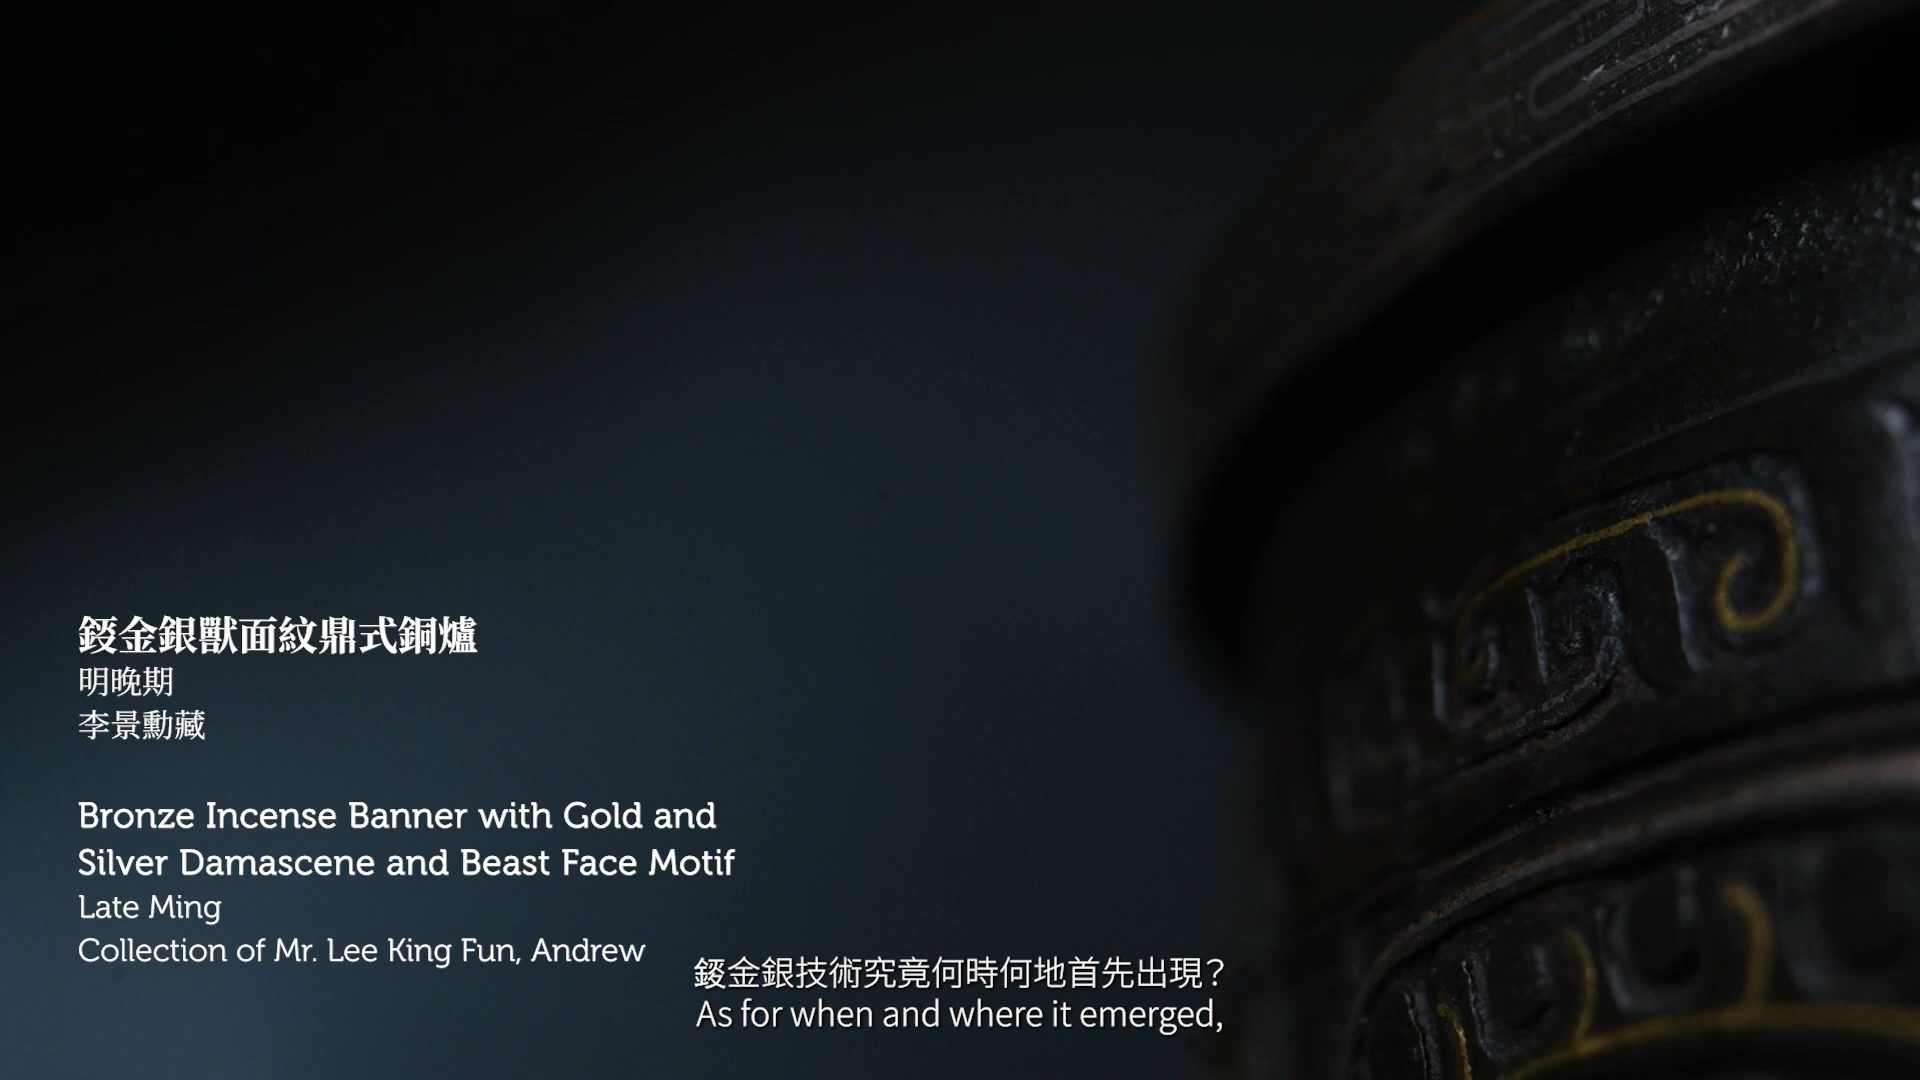 錽金銀獸面紋鼎式銅爐
明晚期
李景勳藏
Bronze Incense Banner with Gold and
Silver Damascene and Beast Face Motif
Late Ming
Collection of Mr. Lee King Fun, Andrew
錽金銀技術究竟何時何地首先出現？
As for when and where it emerged,